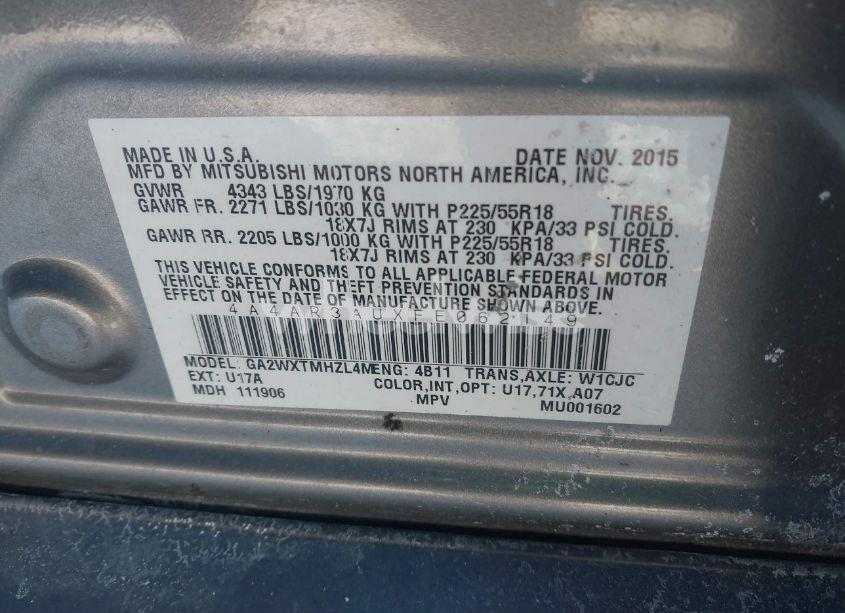 MADE IN U.S.A. DATE NOV. 2015
MFD BY MITSUBISHI MOTORS NORTH AMERICA, INC.
GVWR 4343 LBS/1970 KG
GAWR FR. 2271 LBS/1030 KG WITH P225/55R18 TIRES.
18X7J RIMS AT 230 KPA/33 PSI COLD.
GAWR RR. 2205 LBS/1000 KG WITH P225/55R18 TIRES.
18X7J RIMS AT 230 KPA/33 PSI COLD.
THIS VEHICLE CONFORMS TO ALL APPLICABLE FEDERAL MOTOR
VEHICLE SAFETY AND THEFT PREVENTION STANDARDS IN
EFFECT ON THE DATE OF MANUFACTURE SHOWN ABOVE.
MODEL: GA2WXTMHZL4M ENG: 4B11 TRANS,AXLE: W1CJC
EXT: U17A COLOR,INT,OPT: U17,71X,A07
MDH 111906 MPV MU001602